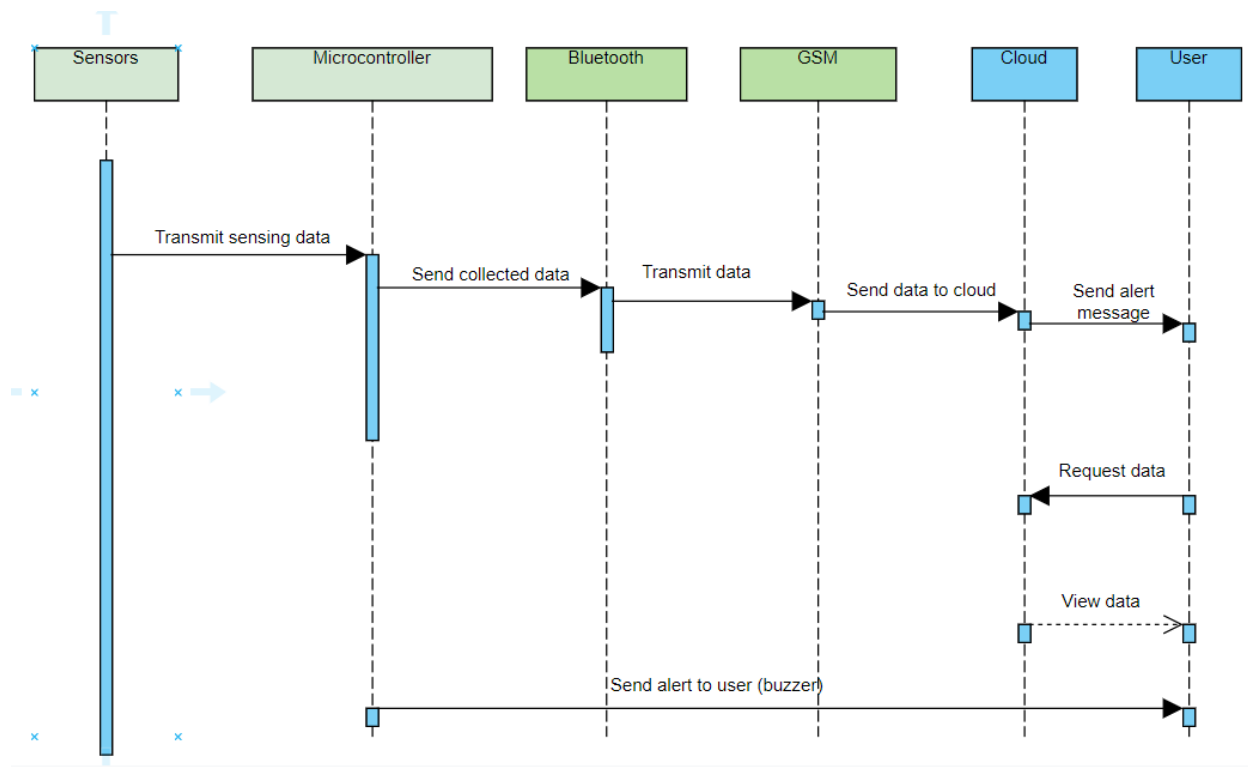 Sensors
Microcontroller
Bluetooth
GSM
Cloud
User
Transmit sensing data
Send collected data
Transmit data
Send data to cloud
Send alert
message
Request data
View data
Send alert to user (buzzer)